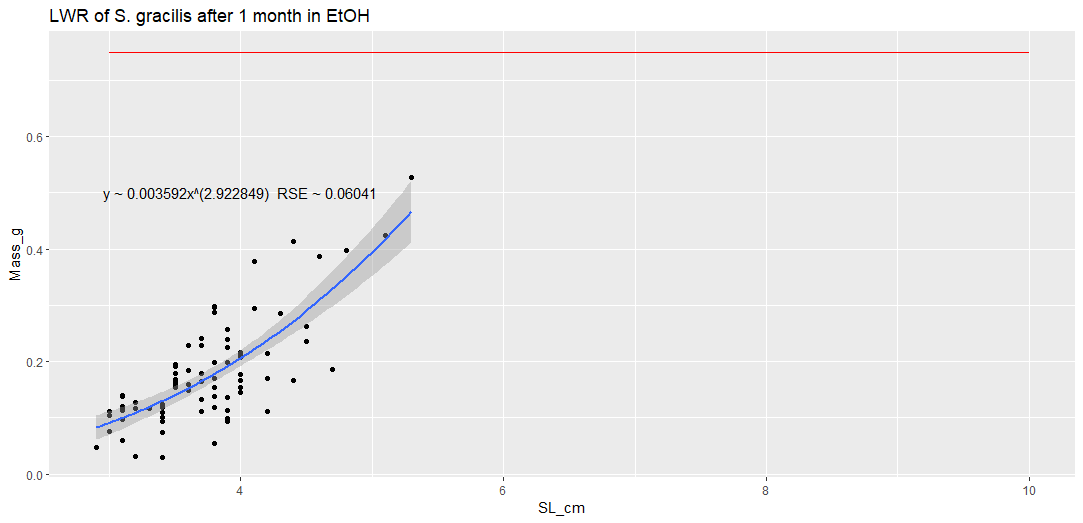 LWR of S. gracilis after 1 month in EtOH
0.6
y ~ 0.003592x^(2.922849)  RSE ~ 0.06041
Mass_g
0.4
0.2
0.0
4 6 8 10
SL_cm